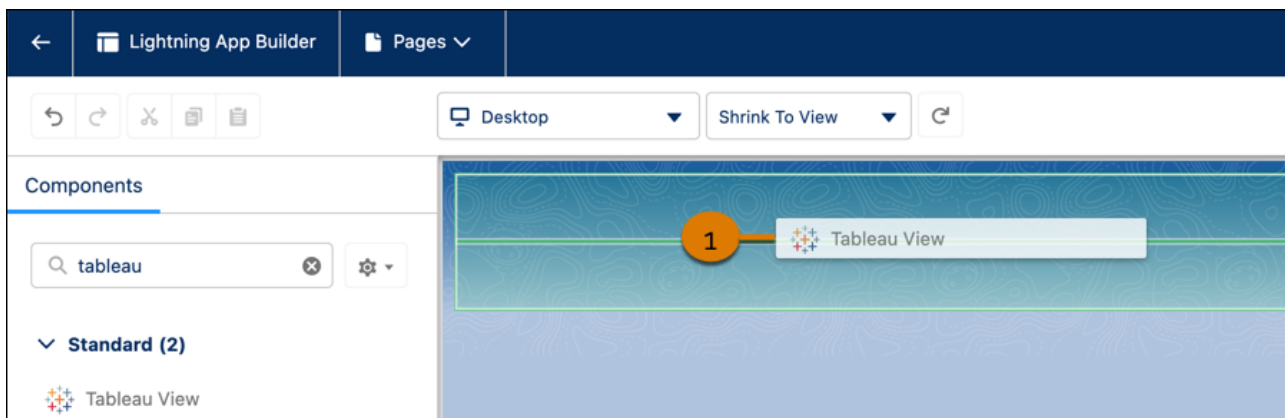 Lightning App Builder
Pages
Desktop
Shrink To View
Components
1
Tableau View
tableau
Standard (2)
Tableau View